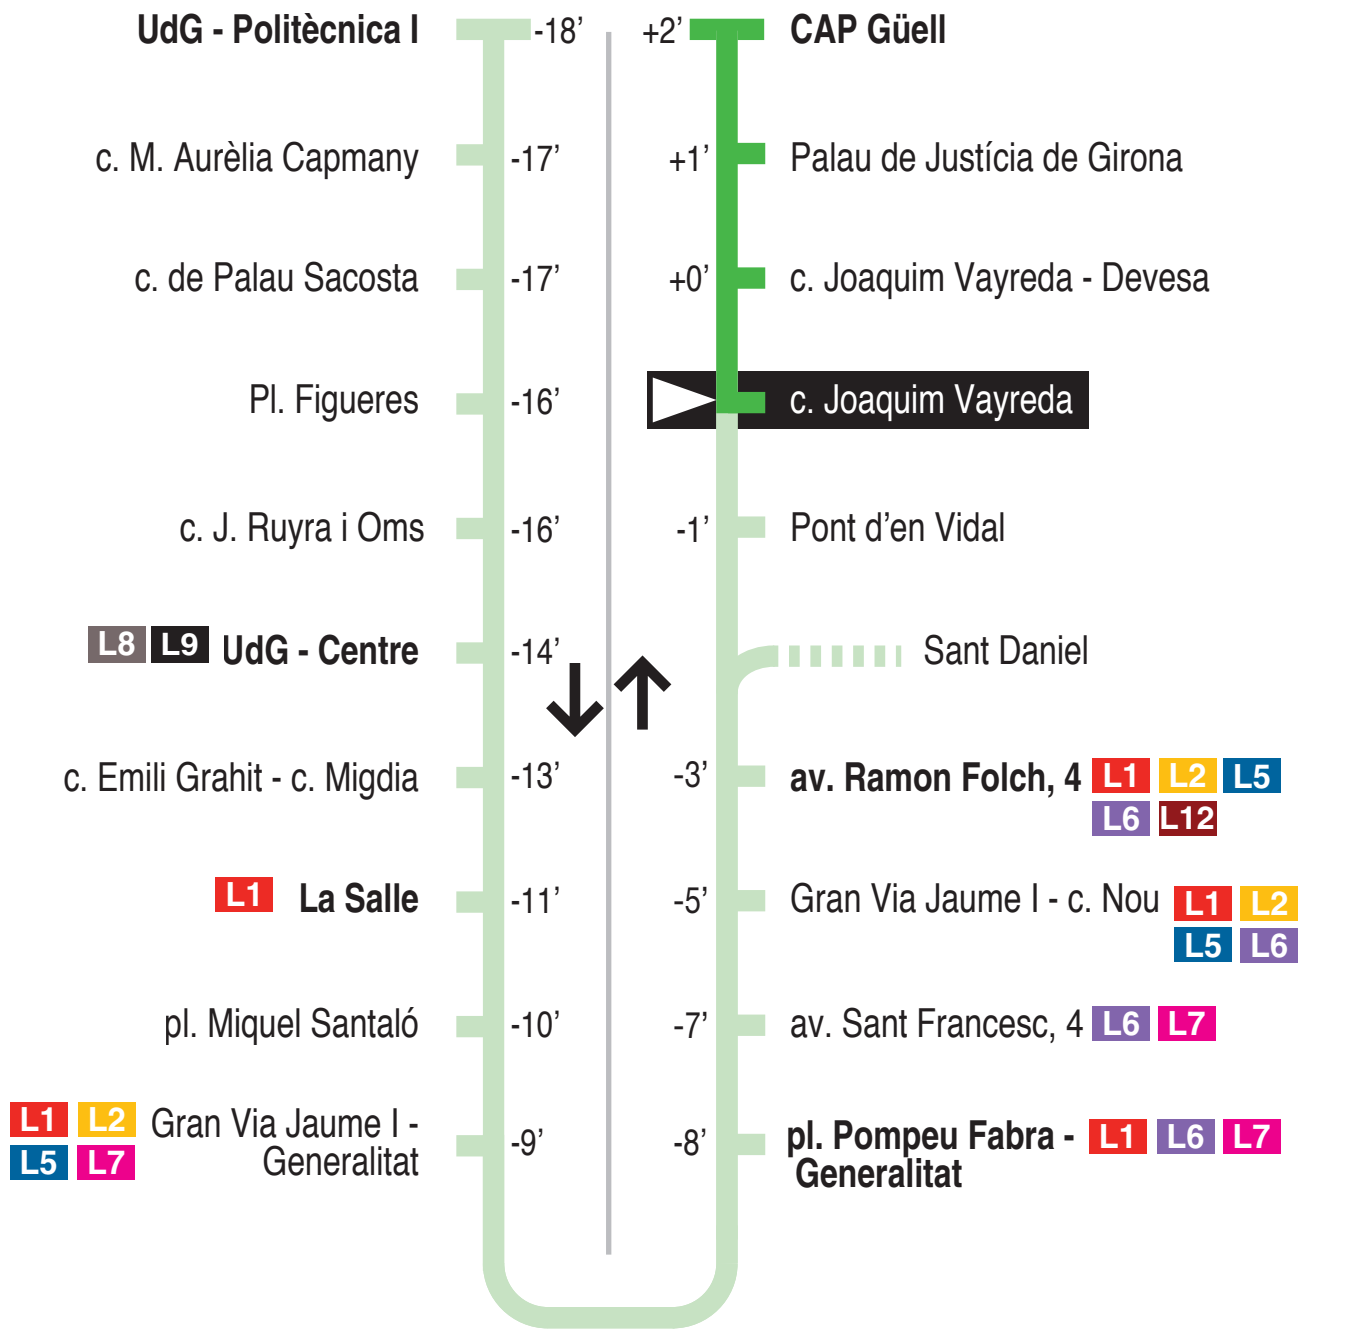 UdG - Politècnica I
-18’
c. M. Aurèlia Capmany
-17’
c. de Palau Sacosta
-17’
Pl. Figueres
-16’
c. J. Ruyra i Oms
-16’
L8 L9 UdG - Centre
-14’
c. Emili Grahit - c. Migdia
-13’
L1 La Salle
-11’
pl. Miquel Santaló
-10’
L1 L2 Gran Via Jaume I -
L5 L7 Generalitat
-9’
+2’
CAP Güell
+1’
Palau de Justícia de Girona
+0’
c. Joaquim Vayreda - Devesa
c. Joaquim Vayreda
-1’
Pont d’en Vidal
Sant Daniel
-3’
av. Ramon Folch, 4 L1 L2 L5
L6 L12
-5’
Gran Via Jaume I - c. Nou L1 L2
L5 L6
-7’
av. Sant Francesc, 4 L6 L7
-8’
pl. Pompeu Fabra - L1 L6 L7
Generalitat